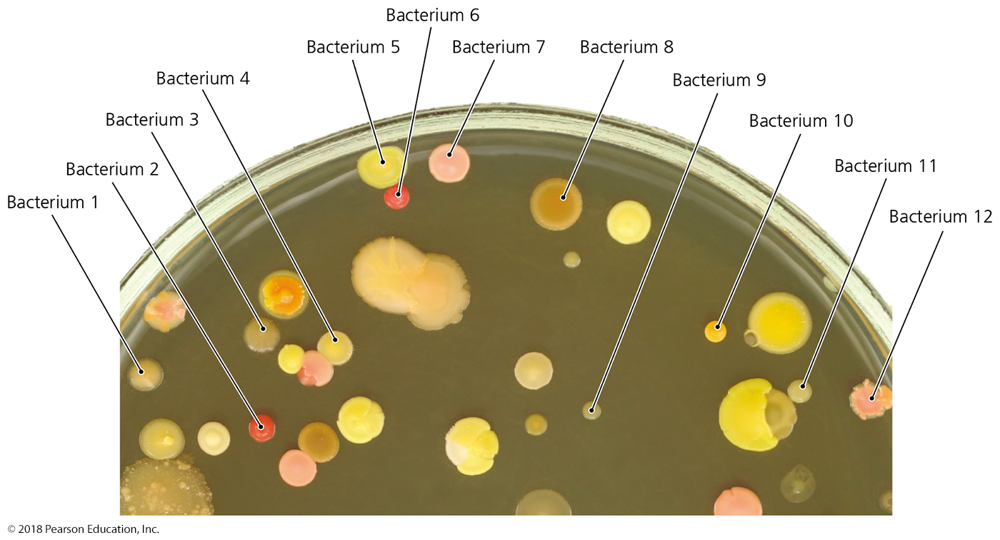 Bacterium 6
Bacterium 5
Bacterium 7
Bacterium 8
Bacterium 4
Bacterium 9
Bacterium 3
Bacterium 10
Bacterium 2
Bacterium 11
Bacterium 1
Bacterium 12
© 2018 Pearson Education, Inc.